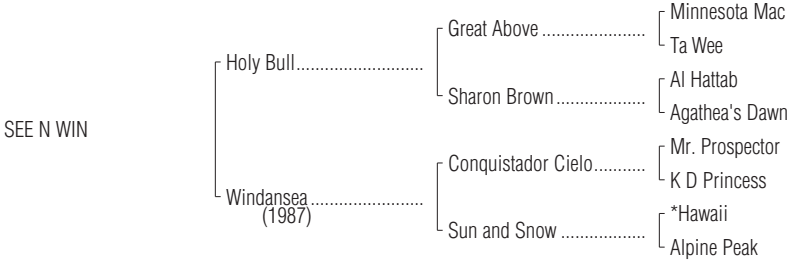 Minnesota Mac
Great Above ......................
Ta Wee
Holy Bull...........................
Al Hattab
Sharon Brown...................
Agathea's Dawn
SEE N WIN
Mr. Prospector
Conquistador Cielo...........
K D Princess
Windansea........................
(1987)
*Hawaii
Sun and Snow ..................
Alpine Peak